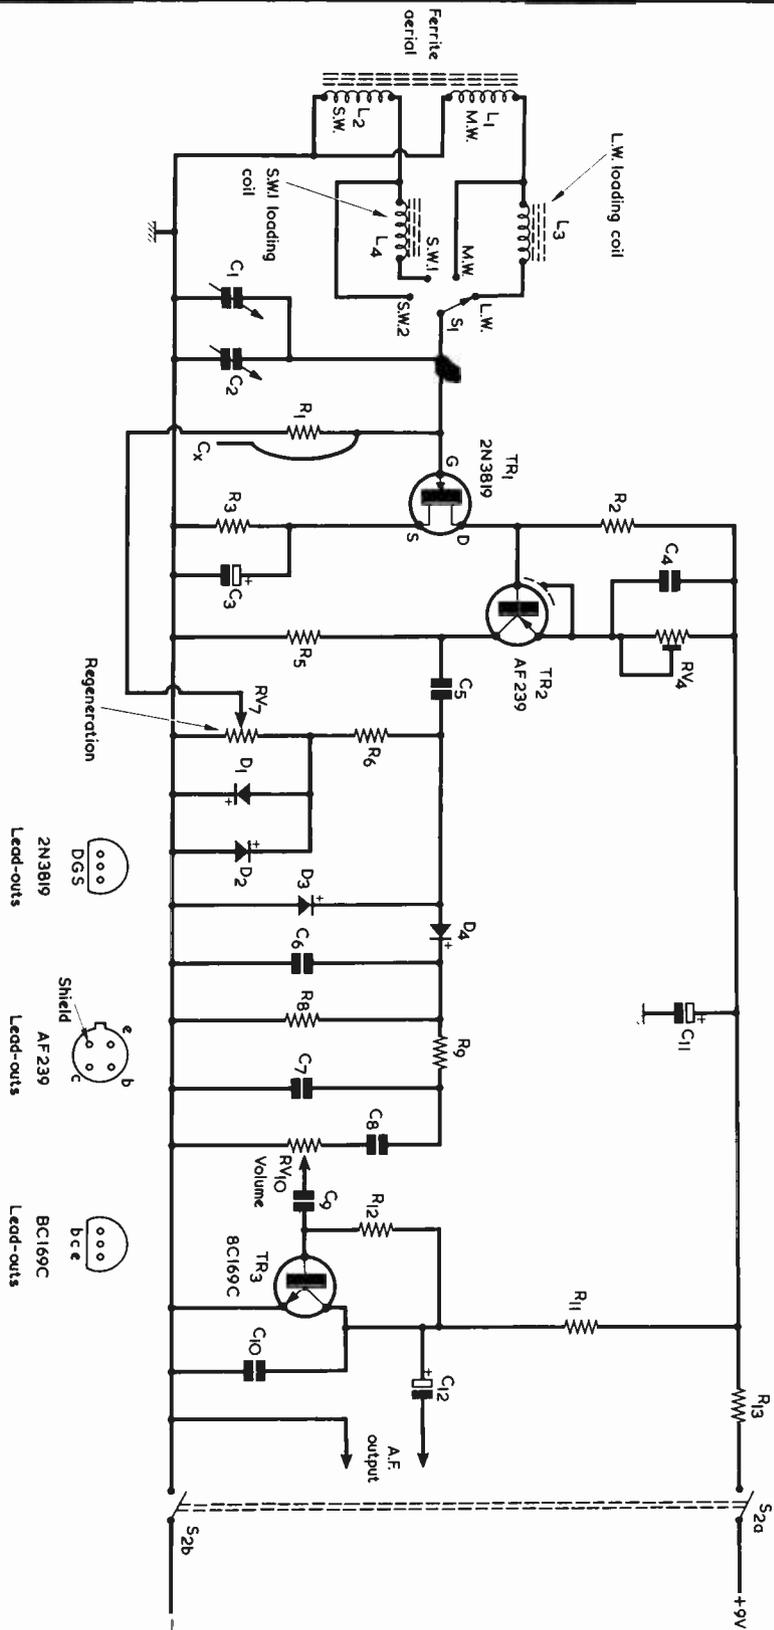 Ferrite
aerial
L1
M.W.
L2
S.W.
L.W. loading coil
L3
S.W.1 loading
coil
L4
S.W.1
M.W.
L.W.
S.W.2
S1
C1
C2
R1
Cx
TR1
2N3819
G
D
S
R2
R3
C3
+
C4
RV4
TR2
AF239
R5
C5
RV7
Regeneration
R6
D1
+
D2
+
D3
+
D4
+
C6
R8
R9
C7
C8
C11
+
RV10
Volume
C9
R12
TR3
BC169C
R11
C10
C12
+
A.F.
output
R13
S2a
S2b
+9V
–
2N3819
Lead-outs
D G S
AF239
Lead-outs
Shield
e
b
c
BC169C
Lead-outs
b c e